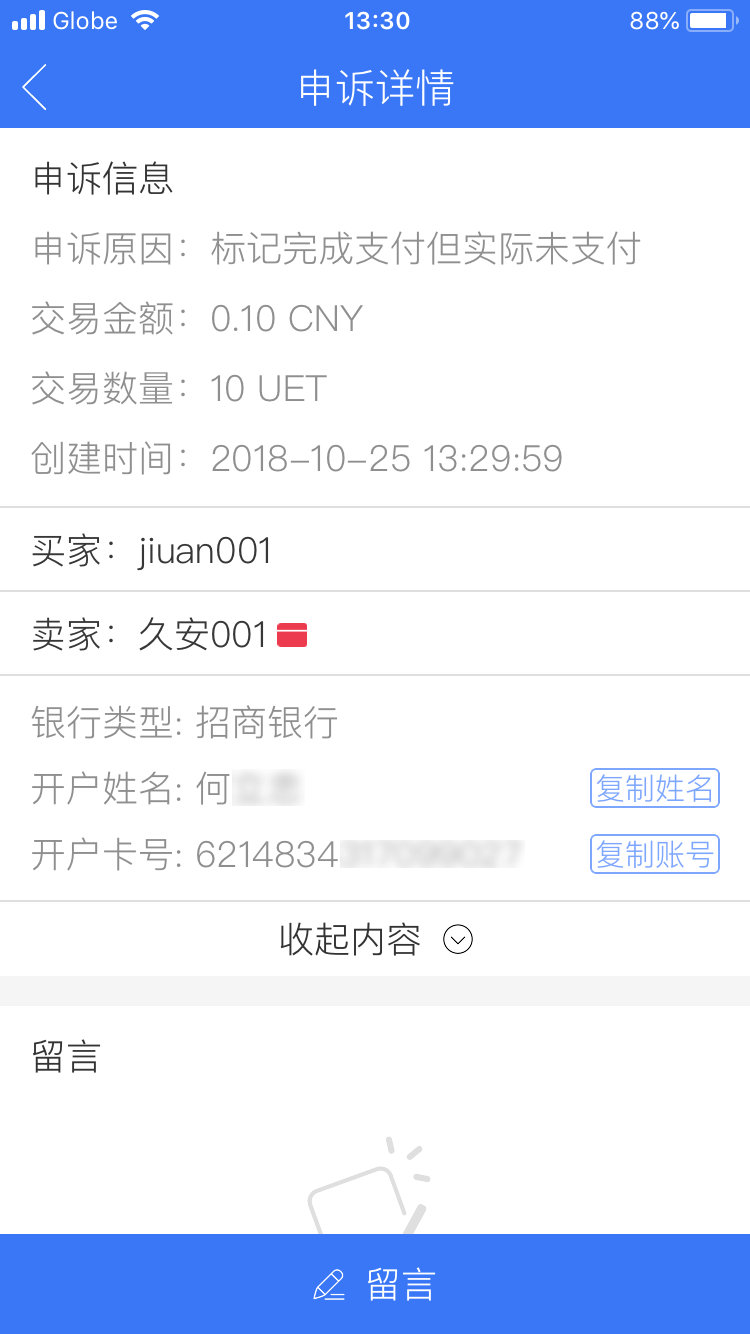 Globe 13:30 88%
申诉详情
申诉信息
申诉原因：标记完成支付但实际未支付
交易金额：0.10 CNY
交易数量：10 UET
创建时间：2018-10-25 13:29:59
买家：jiuan001
卖家：久安001
银行类型: 招商银行
开户姓名: 何 复制姓名
开户卡号: 6214834 复制账号
收起内容
留言
留言